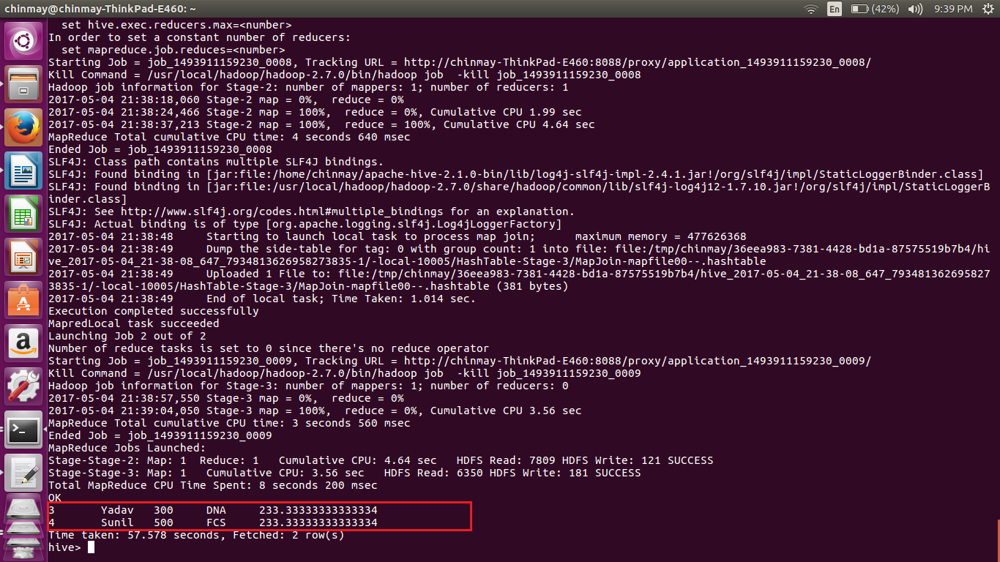 chinmay@chinmay-ThinkPad-E460: ~
En
(42%)
9:39 PM
  set hive.exec.reducers.max=<number>
In order to set a constant number of reducers:
  set mapreduce.job.reduces=<number>
Starting Job = job_1493911159230_0008, Tracking URL = http://chinmay-ThinkPad-E460:8088/proxy/application_1493911159230_0008/
Kill Command = /usr/local/hadoop/hadoop-2.7.0/bin/hadoop job  -kill job_1493911159230_0008
Hadoop job information for Stage-2: number of mappers: 1; number of reducers: 1
2017-05-04 21:38:18,060 Stage-2 map = 0%,  reduce = 0%
2017-05-04 21:38:24,466 Stage-2 map = 100%,  reduce = 0%, Cumulative CPU 1.99 sec
2017-05-04 21:38:37,213 Stage-2 map = 100%,  reduce = 100%, Cumulative CPU 4.64 sec
MapReduce Total cumulative CPU time: 4 seconds 640 msec
Ended Job = job_1493911159230_0008
SLF4J: Class path contains multiple SLF4J bindings.
SLF4J: Found binding in [jar:file:/home/chinmay/apache-hive-2.1.0-bin/lib/log4j-slf4j-impl-2.4.1.jar!/org/slf4j/impl/StaticLoggerBinder.class]
SLF4J: Found binding in [jar:file:/usr/local/hadoop/hadoop-2.7.0/share/hadoop/common/lib/slf4j-log4j12-1.7.10.jar!/org/slf4j/impl/StaticLoggerB
inder.class]
SLF4J: See http://www.slf4j.org/codes.html#multiple_bindings for an explanation.
SLF4J: Actual binding is of type [org.apache.logging.slf4j.Log4jLoggerFactory]
2017-05-04 21:38:48     Starting to launch local task to process map join;      maximum memory = 477626368
2017-05-04 21:38:49     Dump the side-table for tag: 0 with group count: 1 into file: file:/tmp/chinmay/36eea983-7381-4428-bd1a-87575519b7b4/hi
ve_2017-05-04_21-38-08_647_7934813626958273835-1/-local-10005/HashTable-Stage-3/MapJoin-mapfile00--.hashtable
2017-05-04 21:38:49     Uploaded 1 File to: file:/tmp/chinmay/36eea983-7381-4428-bd1a-87575519b7b4/hive_2017-05-04_21-38-08_647_793481362695827
3835-1/-local-10005/HashTable-Stage-3/MapJoin-mapfile00--.hashtable (381 bytes)
2017-05-04 21:38:49     End of local task; Time Taken: 1.014 sec.
Execution completed successfully
MapredLocal task succeeded
Launching Job 2 out of 2
Number of reduce tasks is set to 0 since there's no reduce operator
Starting Job = job_1493911159230_0009, Tracking URL = http://chinmay-ThinkPad-E460:8088/proxy/application_1493911159230_0009/
Kill Command = /usr/local/hadoop/hadoop-2.7.0/bin/hadoop job  -kill job_1493911159230_0009
Hadoop job information for Stage-3: number of mappers: 1; number of reducers: 0
2017-05-04 21:38:57,550 Stage-3 map = 0%,  reduce = 0%
2017-05-04 21:39:04,050 Stage-3 map = 100%,  reduce = 0%, Cumulative CPU 3.56 sec
MapReduce Total cumulative CPU time: 3 seconds 560 msec
Ended Job = job_1493911159230_0009
MapReduce Jobs Launched:
Stage-Stage-2: Map: 1  Reduce: 1   Cumulative CPU: 4.64 sec   HDFS Read: 7809 HDFS Write: 121 SUCCESS
Stage-Stage-3: Map: 1   Cumulative CPU: 3.56 sec   HDFS Read: 6350 HDFS Write: 181 SUCCESS
Total MapReduce CPU Time Spent: 8 seconds 200 msec
OK
3       Yadav   300     DNA     233.33333333333334
4       Sunil   500     FCS     233.33333333333334
Time taken: 57.578 seconds, Fetched: 2 row(s)
hive>